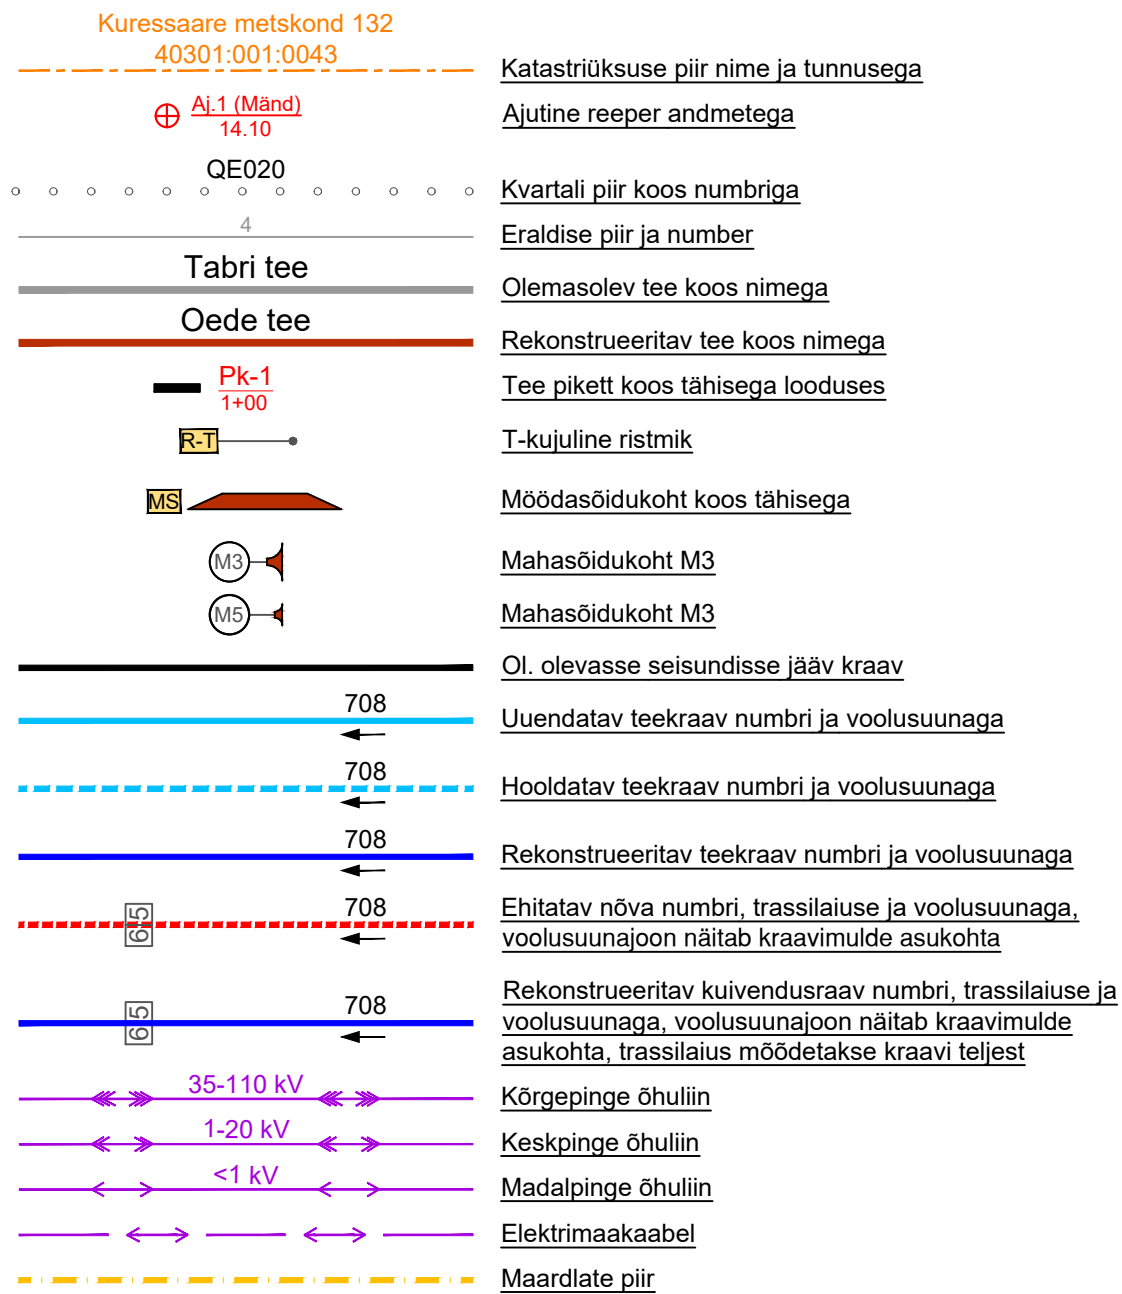 Kuressaare metskond 132
40301:001:0043
Katastriüksuse piir nime ja tunnusega
Aj.1 (Mänd)
14.10
Ajutine reeper andmetega
QE020
Kvartali piir koos numbriga
4
Eraldise piir ja number
Tabri tee
Olemasolev tee koos nimega
Oede tee
Rekonstrueeritav tee koos nimega
Pk-1
1+00
Tee pikett koos tähisega looduses
R-T
T-kujuline ristmik
MS
Möödasõidukoht koos tähisega
M3
Mahasõidukoht M3
M5
Mahasõidukoht M3
Ol. olevasse seisundisse jääv kraav
708
Uuendatav teekraav numbri ja voolusuunaga
708
Hooldatav teekraav numbri ja voolusuunaga
708
Rekonstrueeritav teekraav numbri ja voolusuunaga
6.5
708
Ehitatav nõva numbri, trassilaiuse ja voolusuunaga,
voolusuunajoon näitab kraavimulde asukohta
6.5
708
Rekonstrueeritav kuivendusraav numbri, trassilaiuse ja
voolusuunaga, voolusuunajoon näitab kraavimulde
asukohta, trassilaius mõõdetakse kraavi teljest
35-110 kV
Kõrgepinge õhuliin
1-20 kV
Keskpinge õhuliin
<1 kV
Madalpinge õhuliin
Elektrimaakaabel
Maardlate piir